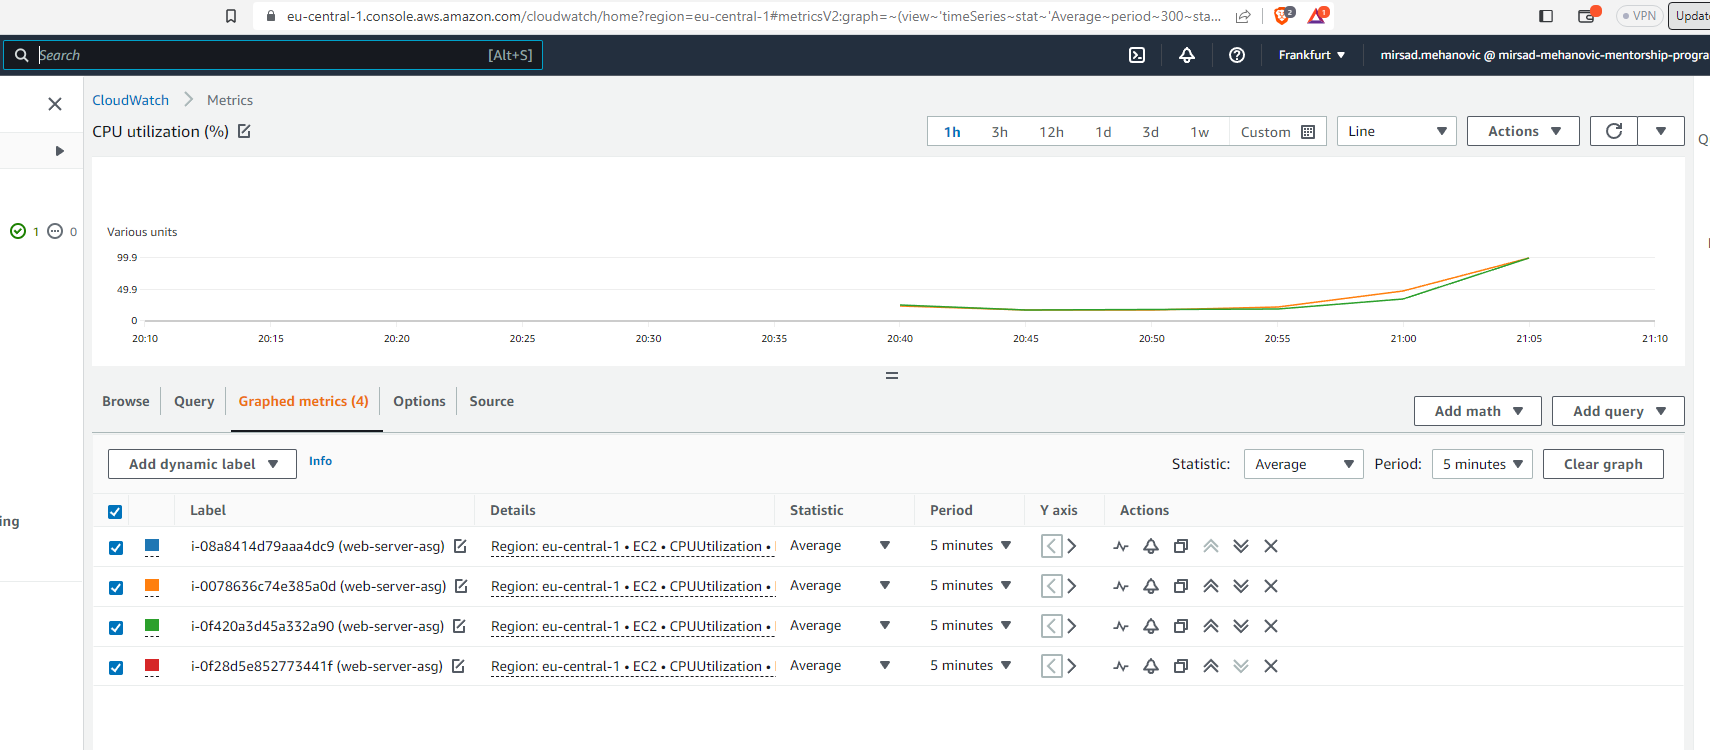 eu-central-1.console.aws.amazon.com/cloudwatch/home?region=eu-central-1#metricsV2:graph=~(view~'timeSeries~stat~'Average~period~300~sta...
2
1
VPN
Update
Search
[Alt+S]
Frankfurt
mirsad.mehanovic @ mirsad-mehanovic-mentorship-progra
CloudWatch
Metrics
CPU utilization (%)
1h 3h 12h 1d 3d 1w Custom
Line
Actions
1 0
Various units
99.9
49.9
0
20:10 20:15 20:20 20:25 20:30 20:35 20:40 20:45 20:50 20:55 21:00 21:05 21:10
Browse Query Graphed metrics (4) Options Source
Add math
Add query
Add dynamic label
Info
Statistic: Average Period: 5 minutes Clear graph
Label Details Statistic Period Y axis Actions
ing
i-08a8414d79aaa4dc9 (web-server-asg) Region: eu-central-1 • EC2 • CPUUtilization • Average 5 minutes
i-0078636c74e385a0d (web-server-asg) Region: eu-central-1 • EC2 • CPUUtilization • Average 5 minutes
i-0f420a3d45a332a90 (web-server-asg) Region: eu-central-1 • EC2 • CPUUtilization • Average 5 minutes
i-0f28d5e852773441f (web-server-asg) Region: eu-central-1 • EC2 • CPUUtilization • Average 5 minutes